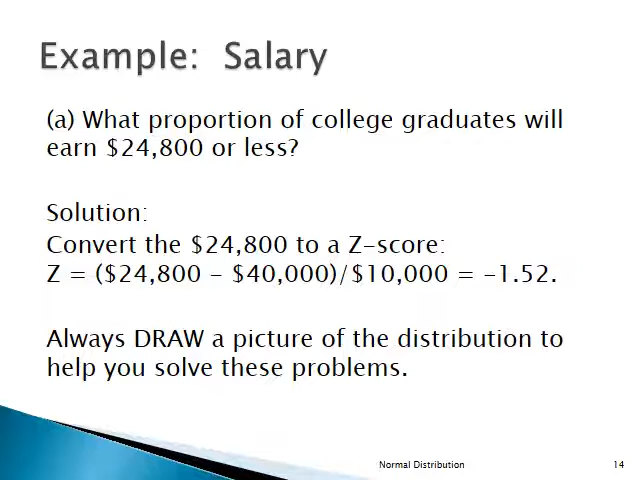 Example:  Salary
(a) What proportion of college graduates will
earn $24,800 or less?
Solution:
Convert the $24,800 to a Z-score:
Z = ($24,800 - $40,000)/$10,000 = -1.52.
Always DRAW a picture of the distribution to
help you solve these problems.
Normal Distribution
14